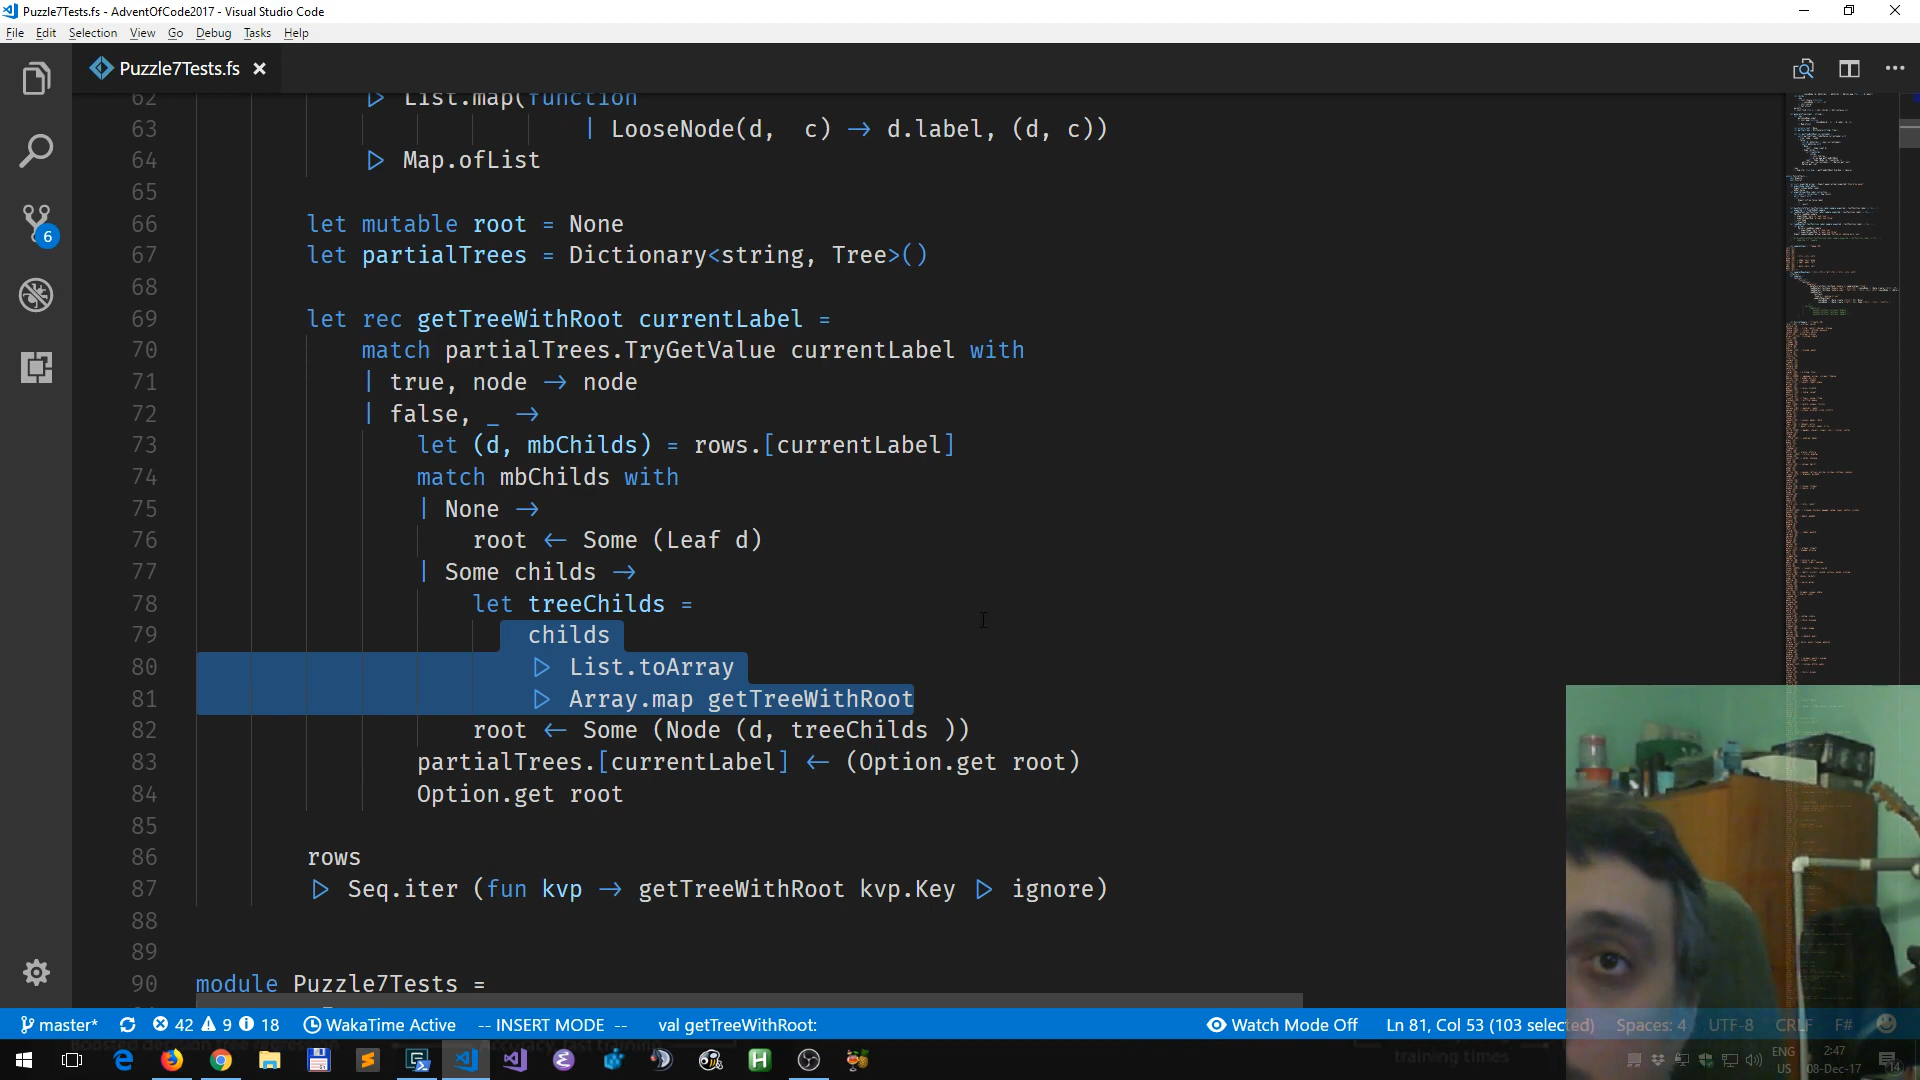 Puzzle7Tests.fs - AdventOfCode2017 - Visual Studio Code
File Edit Selection View Go Debug Tasks Help
Puzzle7Tests.fs ×
62 ▷ List.map(function
63 | LooseNode(d, c) → d.label, (d, c))
64 ▷ Map.ofList
65
66 let mutable root = None
67 let partialTrees = Dictionary<string, Tree>()
68
69 let rec getTreeWithRoot currentLabel =
70 match partialTrees.TryGetValue currentLabel with
71 | true, node → node
72 | false, _ →
73 let (d, mbChilds) = rows.[currentLabel]
74 match mbChilds with
75 | None →
76 root ← Some (Leaf d)
77 | Some childs →
78 let treeChilds =
79 childs
80 ▷ List.toArray
81 ▷ Array.map getTreeWithRoot
82 root ← Some (Node (d, treeChilds ))
83 partialTrees.[currentLabel] ← (Option.get root)
84 Option.get root
85
86 rows
87 ▷ Seq.iter (fun kvp → getTreeWithRoot kvp.Key ▷ ignore)
88
89
90 module Puzzle7Tests =
6
master* 42 9 18 WakaTime Active -- INSERT MODE -- val getTreeWithRoot: Watch Mode Off Ln 81, Col 53 (103 selected) Spaces: 4 UTF-8 CRLF F#
training times
ENG 2:47
US 08-Dec-17 14